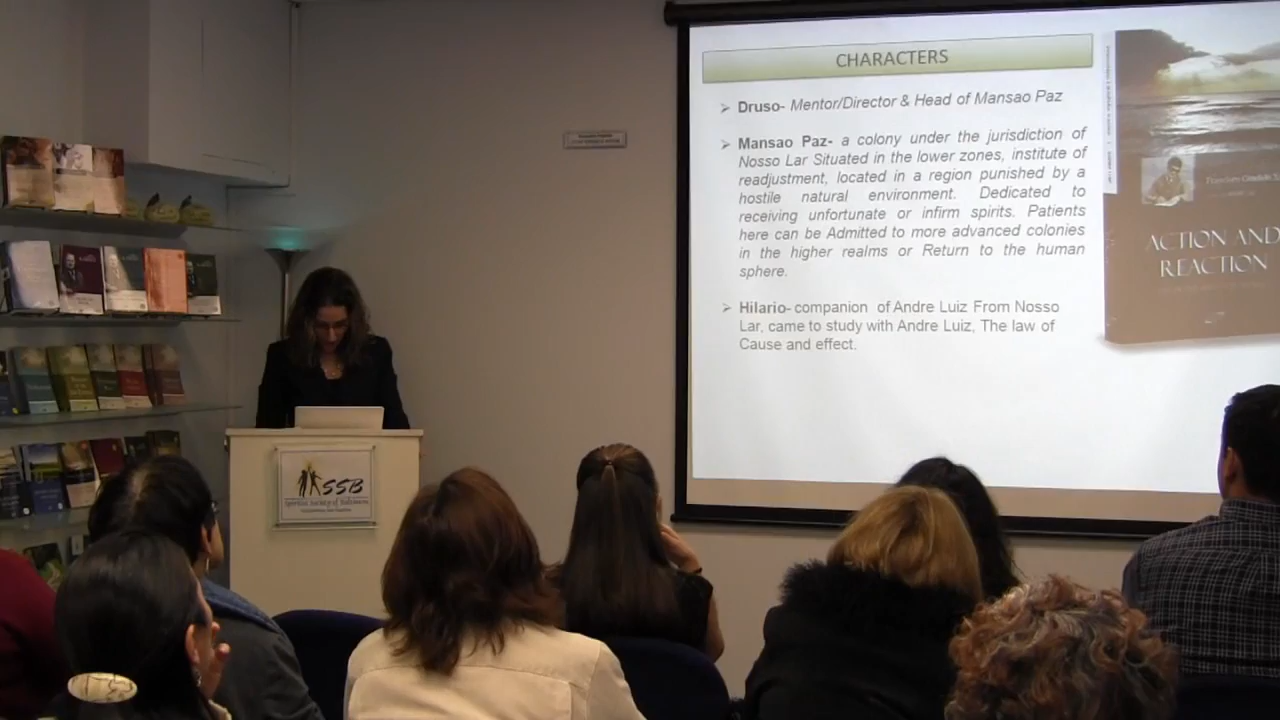 CHARACTERS
Druso- Mentor/Director & Head of Mansao Paz
Mansao Paz- a colony under the jurisdiction of
Nosso Lar Situated in the lower zones, institute of
readjustment, located in a region punished by a
hostile natural environment. Dedicated to
receiving unfortunate or infirm spirits. Patients
here can be Admitted to more advanced colonies
in the higher realms or Return to the human
sphere.
Hilario- companion of Andre Luiz From Nosso
Lar, came to study with Andre Luiz, The law of
Cause and effect.
ACTION AND
REACTION
SSB
Spiritist Society of Baltimore